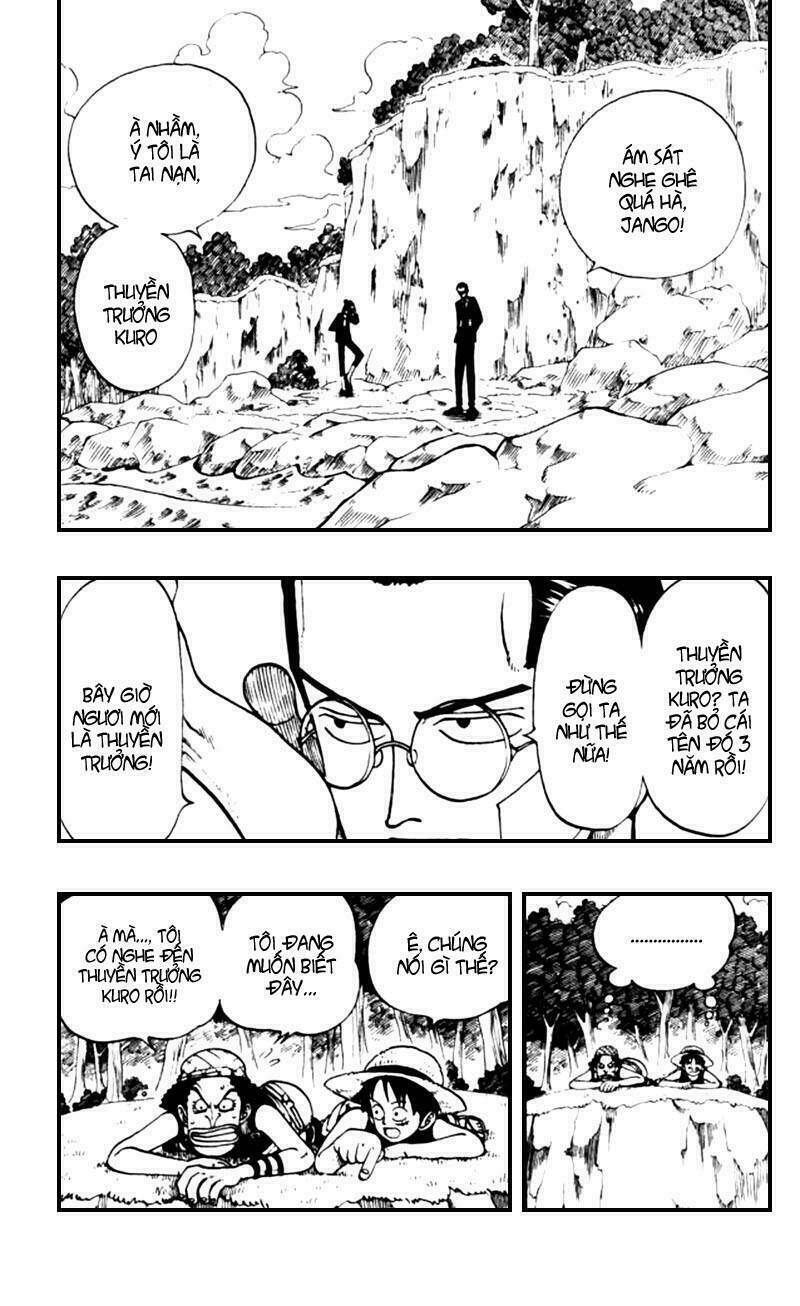 ÁM SÁT
NGHE GHÊ
QUÁ HÀ,
JANGO!
À NHẦM,
Ý TÔI LÀ
TAI NẠN,
THUYỀN
TRƯỞNG
KURO
THUYỀN
TRƯỞNG
KURO? TA
ĐÃ BỎ CÁI
TÊN ĐÓ 3
NĂM RỒI!
ĐỪNG
GỌI TA
NHƯ THẾ
NỮA!
BÂY GIỜ
NGƯƠI MỚI
LÀ THUYỀN
TRƯỞNG!
.................
Ê, CHÚNG
NÓI GÌ THẾ?
TÔI ĐANG
MUỐN BIẾT
ĐÂY...
À MÀ..., TÔI
CÓ NGHE ĐẾN
THUYỀN TRƯỞNG
KURO RỒI!!